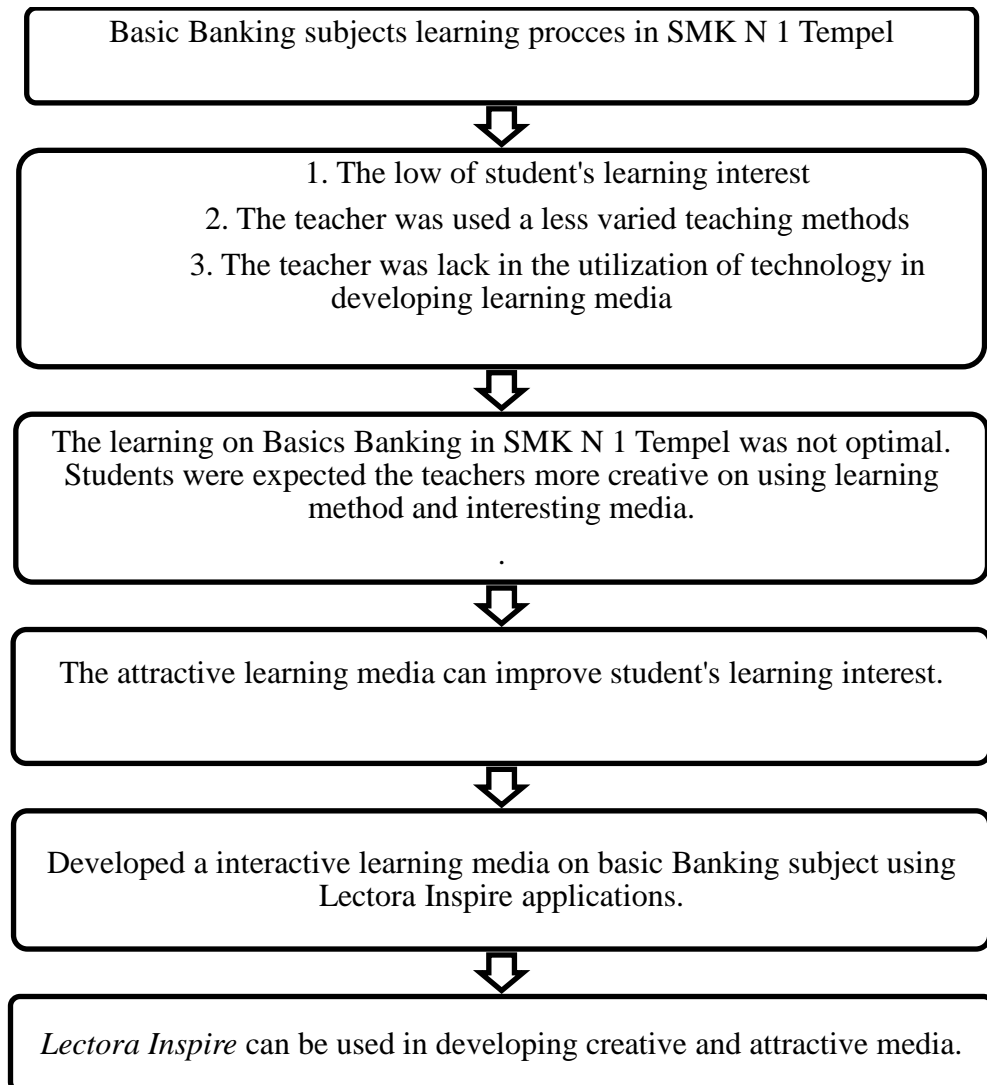 Basic Banking subjects learning procces in SMK N 1 Tempel
1. The low of student's learning interest
2. The teacher was used a less varied teaching methods
3. The teacher was lack in the utilization of technology in
developing learning media
The learning on Basics Banking in SMK N 1 Tempel was not optimal.
Students were expected the teachers more creative on using learning
method and interesting media.
.
The attractive learning media can improve student's learning interest.
Developed a interactive learning media on basic Banking subject using
Lectora Inspire applications.
Lectora Inspire can be used in developing creative and attractive media.